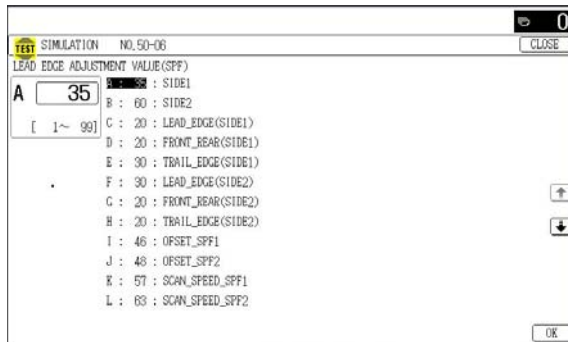 0
TEST SIMULATION NO.50-06 CLOSE
LEAD EDGE ADJUSTMENT VALUE(SPF)
A 35
[ 1~ 99]
A : 35 : SIDE1
B : 60 : SIDE2
C : 20 : LEAD_EDGE(SIDE1)
D : 20 : FRONT_REAR(SIDE1)
E : 30 : TRAIL_EDGE(SIDE1)
F : 30 : LEAD_EDGE(SIDE2)
G : 20 : FRONT_REAR(SIDE2)
H : 20 : TRAIL_EDGE(SIDE2)
I : 46 : OFSET_SPF1
J : 48 : OFSET_SPF2
K : 57 : SCAN_SPEED_SPF1
L : 63 : SCAN_SPEED_SPF2
OK